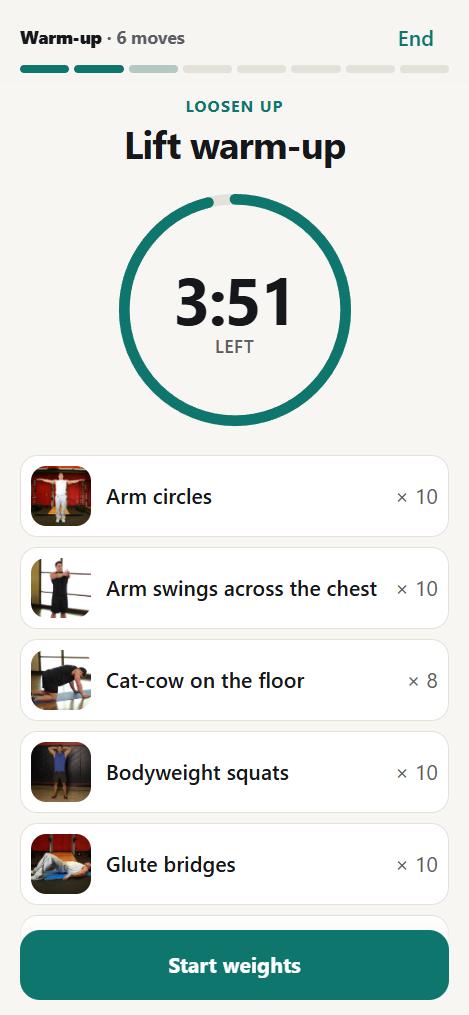 Warm-up · 6 moves
End
LOOSEN UP
Lift warm-up
3:51
LEFT
Arm circles × 10
Arm swings across the chest × 10
Cat-cow on the floor × 8
Bodyweight squats × 10
Glute bridges × 10
Start weights